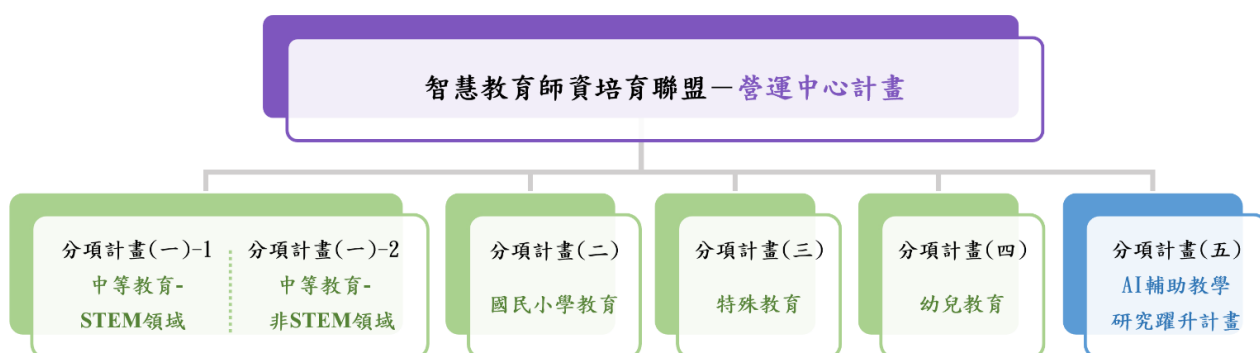 智慧教育師資培育聯盟－營運中心計畫
分項計畫(一)-1
中等教育-
STEM領域
分項計畫(一)-2
中等教育-
非STEM領域
分項計畫(二)
國民小學教育
分項計畫(三)
特殊教育
分項計畫(四)
幼兒教育
分項計畫(五)
AI輔助教學
研究躍升計畫